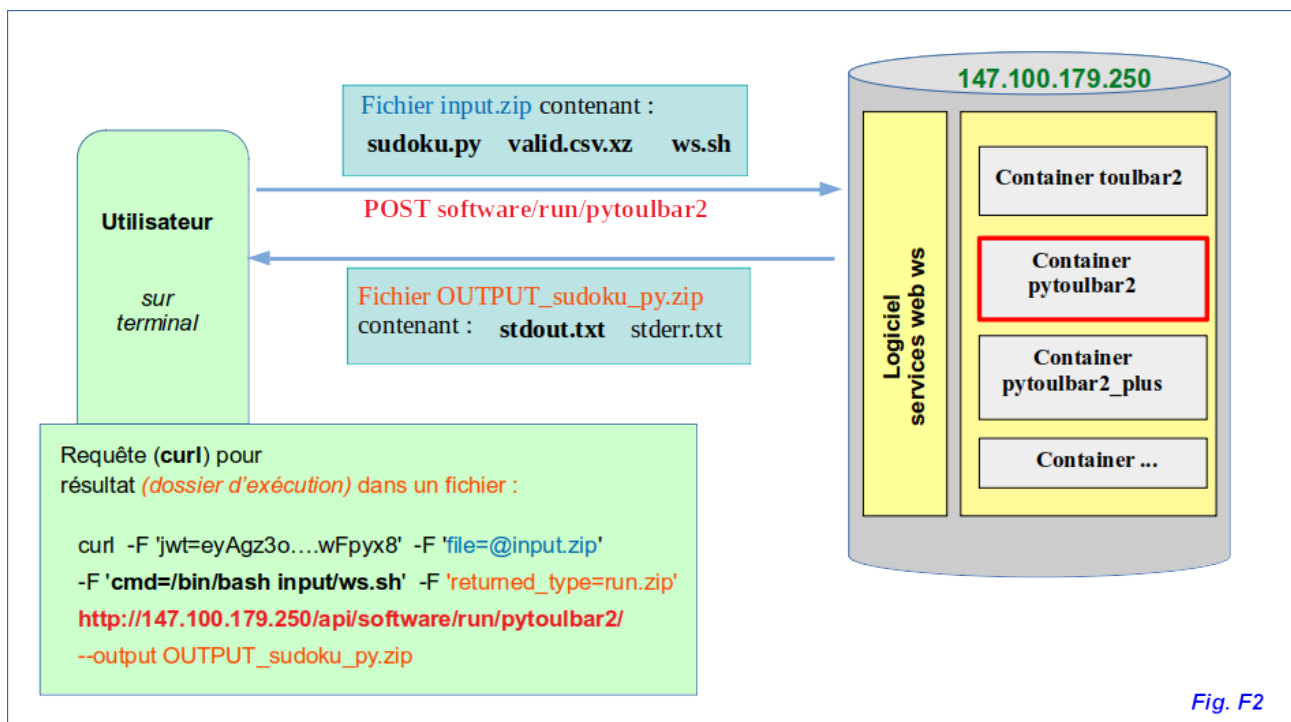 147.100.179.250
Fichier input.zip contenant :
sudoku.py valid.csv.xz ws.sh
POST software/run/pytoulbar2
Utilisateur
sur
terminal
Fichier OUTPUT_sudoku_py.zip
contenant : stdout.txt stderr.txt
Logiciel
services web ws
Container toulbar2
Container
pytoulbar2
Container
pytoulbar2_plus
Container ...
Requête (curl) pour
résultat (dossier d’exécution) dans un fichier :
curl -F 'jwt=eyAgz3o....wFpyx8' -F 'file=@input.zip'
-F 'cmd=/bin/bash input/ws.sh' -F 'returned_type=run.zip'
http://147.100.179.250/api/software/run/pytoulbar2/
--output OUTPUT_sudoku_py.zip
Fig. F2